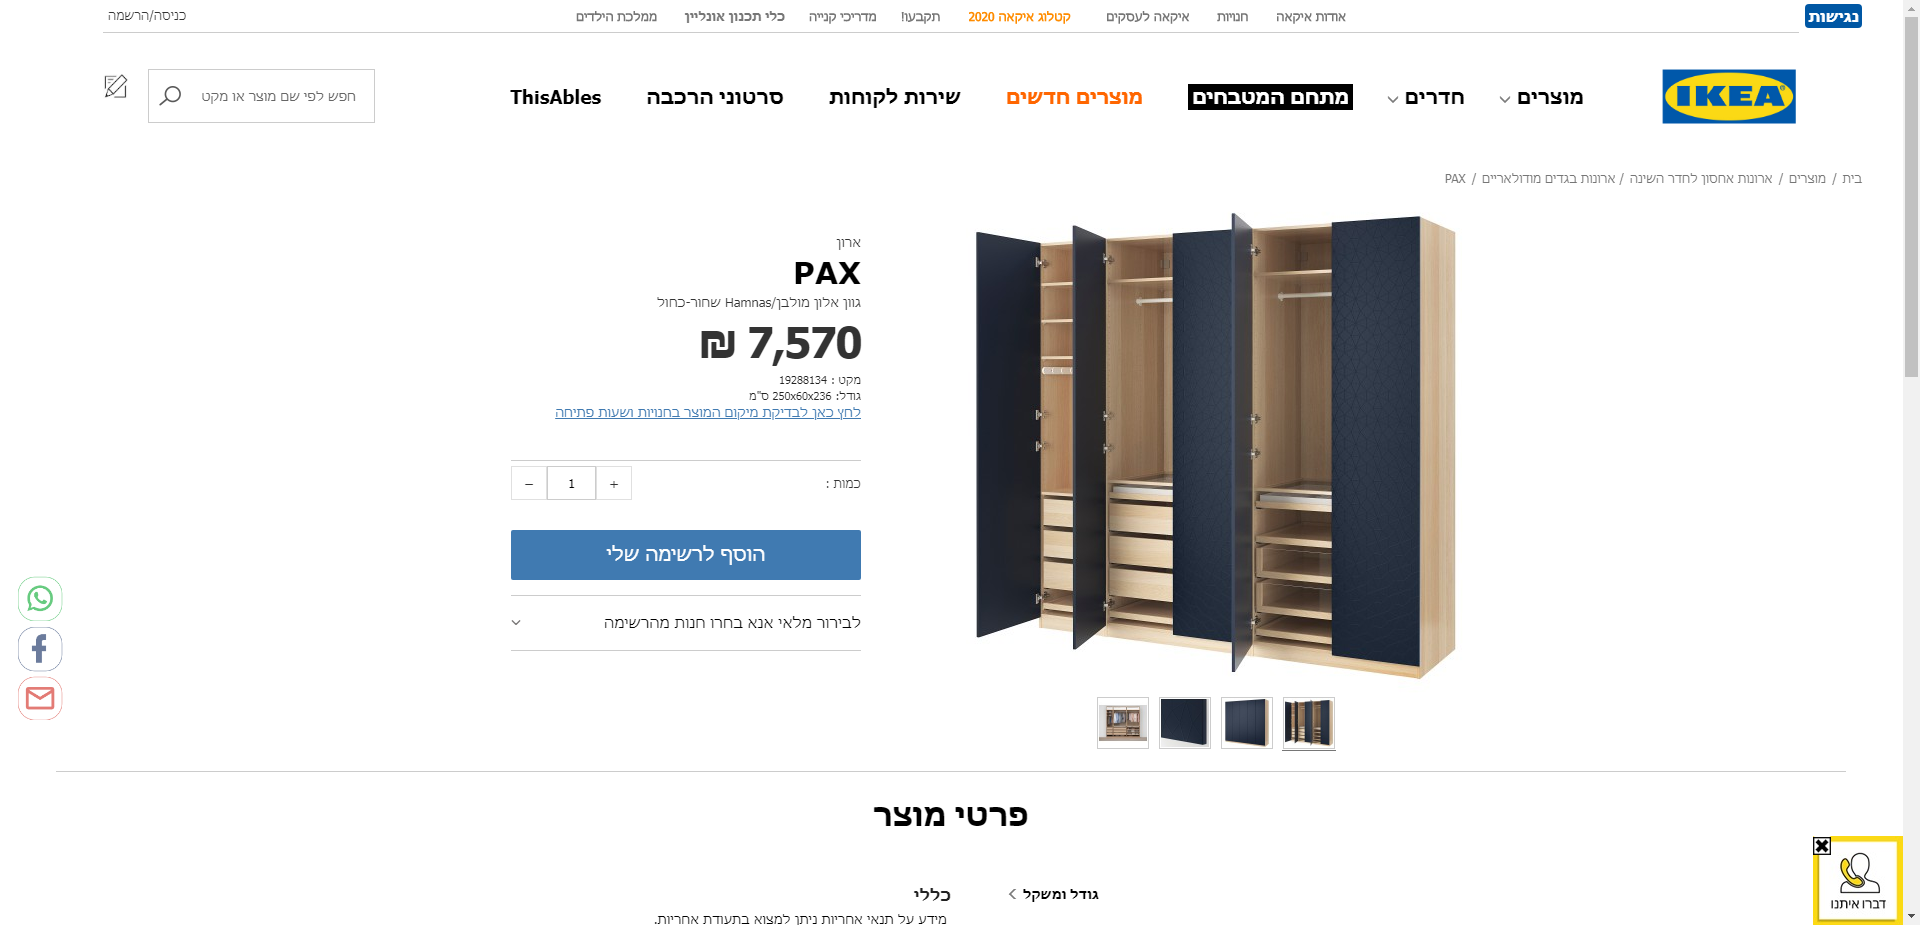 נגישות
אודות איקאה
חנויות
איקאה לעסקים
קטלוג איקאה 2020
תקבעו!
מדריכי קנייה
כלי תכנון אונליין
ממלכת הילדים
כניסה/הרשמה
IKEA
מוצרים
חדרים
מתחם המטבחים
מוצרים חדשים
שירות לקוחות
סרטוני הרכבה
ThisAbles
חפש לפי שם מוצר או מקט
בית / מוצרים / ארונות אחסון לחדר השינה / ארונות בגדים מודולאריים / PAX
ארון
PAX
גוון אלון מולבן/Hamnas שחור-כחול
7,570 ₪
מקט : 19288134
גודל: 250x60x236 ס"מ
לחץ כאן לבדיקת מיקום המוצר בחנויות ושעות פתיחה
כמות :
+ 1 −
הוסף לרשימה שלי
לבירור מלאי אנא בחרו חנות מהרשימה
פרטי מוצר
גודל ומשקל
כללי
מידע על תנאי אחריות ניתן למצוא בתעודת אחריות.
דברו איתנו